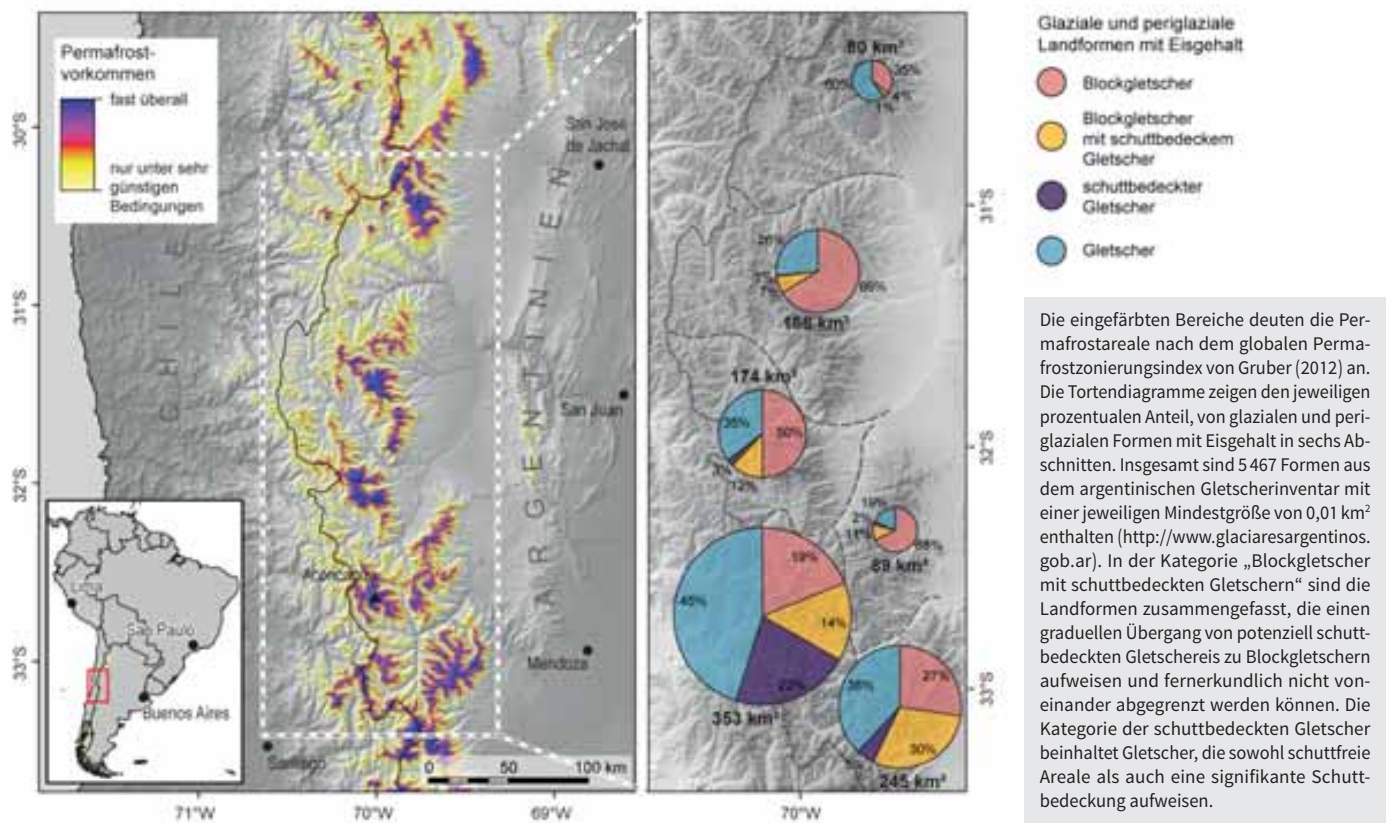 Permafrost-
vorkommen
fast überall
nur unter sehr
günstigen
Bedingungen
30°S
31°S
32°S
33°S
CHILE
ARGENTINIEN
San José
de Jachal
San Juan
Aconcagua
Mendoza
Santiago
0 50 100 km
71°W
70°W
69°W
São Paulo
Buenos Aires
80 km²
35%
60%
4%
1%
31°S
26%
66%
7%
174 km²
35%
50%
3%
12%
32°S
19%
2%
11%
68%
89 km²
19%
45%
14%
22%
353 km²
33°S
27%
38%
30%
245 km²
70°W
Glaziale und periglaziale
Landformen mit Eisgehalt
Blockgletscher
Blockgletscher
mit schuttbedeckem
Gletscher
schuttbedeckter
Gletscher
Gletscher
Die eingefärbten Bereiche deuten die Per-
mafrostareale nach dem globalen Perma-
frostzonierungsindex von Gruber (2012) an.
Die Tortendiagramme zeigen den jeweiligen
prozentualen Anteil, von glazialen und peri-
glazialen Formen mit Eisgehalt in sechs Ab-
schnitten. Insgesamt sind 5 467 Formen aus
dem argentinischen Gletscherinventar mit
einer jeweiligen Mindestgröße von 0,01 km²
enthalten (http://www.glaciaresargentinos.
gob.ar). In der Kategorie „Blockgletscher
mit schuttbedeckten Gletschern“ sind die
Landformen zusammengefasst, die einen
graduellen Übergang von potenziell schutt-
bedeckten Gletschereis zu Blockgletschern
aufweisen und fernerkundlich nicht von-
einander abgegrenzt werden können. Die
Kategorie der schuttbedeckten Gletscher
beinhaltet Gletscher, die sowohl schuttfreie
Areale als auch eine signifikante Schutt-
bedeckung aufweisen.